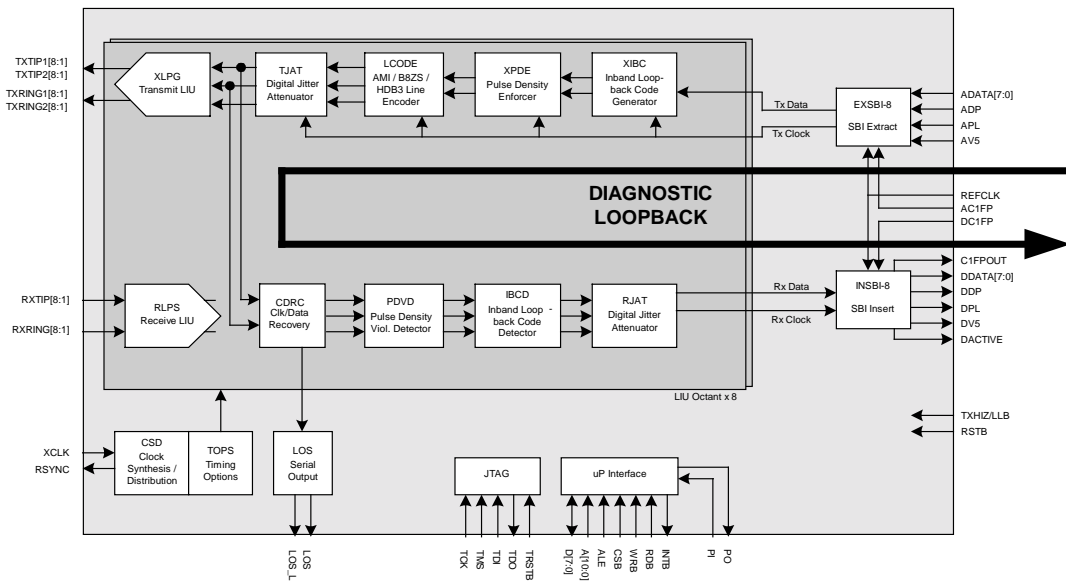 TXTIP1[8:1]
TXTIP2[8:1]
TXRING1[8:1]
TXRING2[8:1]
XLPG
Transmit LIU
TJAT
Digital Jitter
Attenuator
LCODE
AMI / B8ZS /
HDB3 Line
Encoder
XPDE
Pulse Density
Enforcer
XIBC
Inband Loop-
back Code
Generator
Tx Data
Tx Clock
EXSBI-8
SBI Extract
ADATA[7:0]
ADP
APL
AV5
DIAGNOSTIC
LOOPBACK
REFCLK
AC1FP
DC1FP
RXTIP[8:1]
RXRING[8:1]
RLPS
Receive LIU
CDRC
Clk/Data
Recovery
PDVD
Pulse Density
Viol. Detector
IBCD
Inband Loop -
back Code
Detector
RJAT
Digital Jitter
Attenuator
Rx Data
Rx Clock
INSBI-8
SBI Insert
C1FPOUT
DDATA[7:0]
DDP
DPL
DV5
DACTIVE
LIU Octant x 8
TXHIZ/LLB
RSTB
XCLK
RSYNC
CSD
Clock
Synthesis /
Distribution
TOPS
Timing
Options
LOS
Serial
Output
JTAG
uP Interface
LOS_L
LOS
TCK
TMS
TDI
TDO
TRSTB
D[7:0]
A[10:0]
ALE
CSB
WRB
RDB
INTB
PI
PO